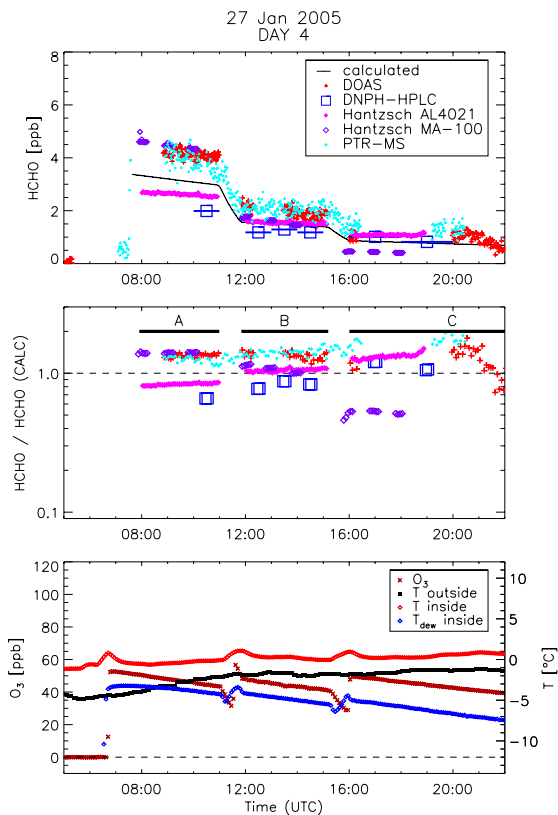 27 Jan 2005
DAY 4
HCHO [ppb]
8
6
4
2
0
calculated
DOAS
DNPH-HPLC
Hantzsch AL4021
Hantzsch MA-100
PTR-MS
08:00 12:00 16:00 20:00
HCHO / HCHO (CALC)
1.0
0.1
A B C
08:00 12:00 16:00 20:00
O3 [ppb]
120
100
80
60
40
20
0
O3
T outside
T inside
Tdew inside
10
5
0
-5
-10
T [°C]
08:00 12:00 16:00 20:00
Time (UTC)